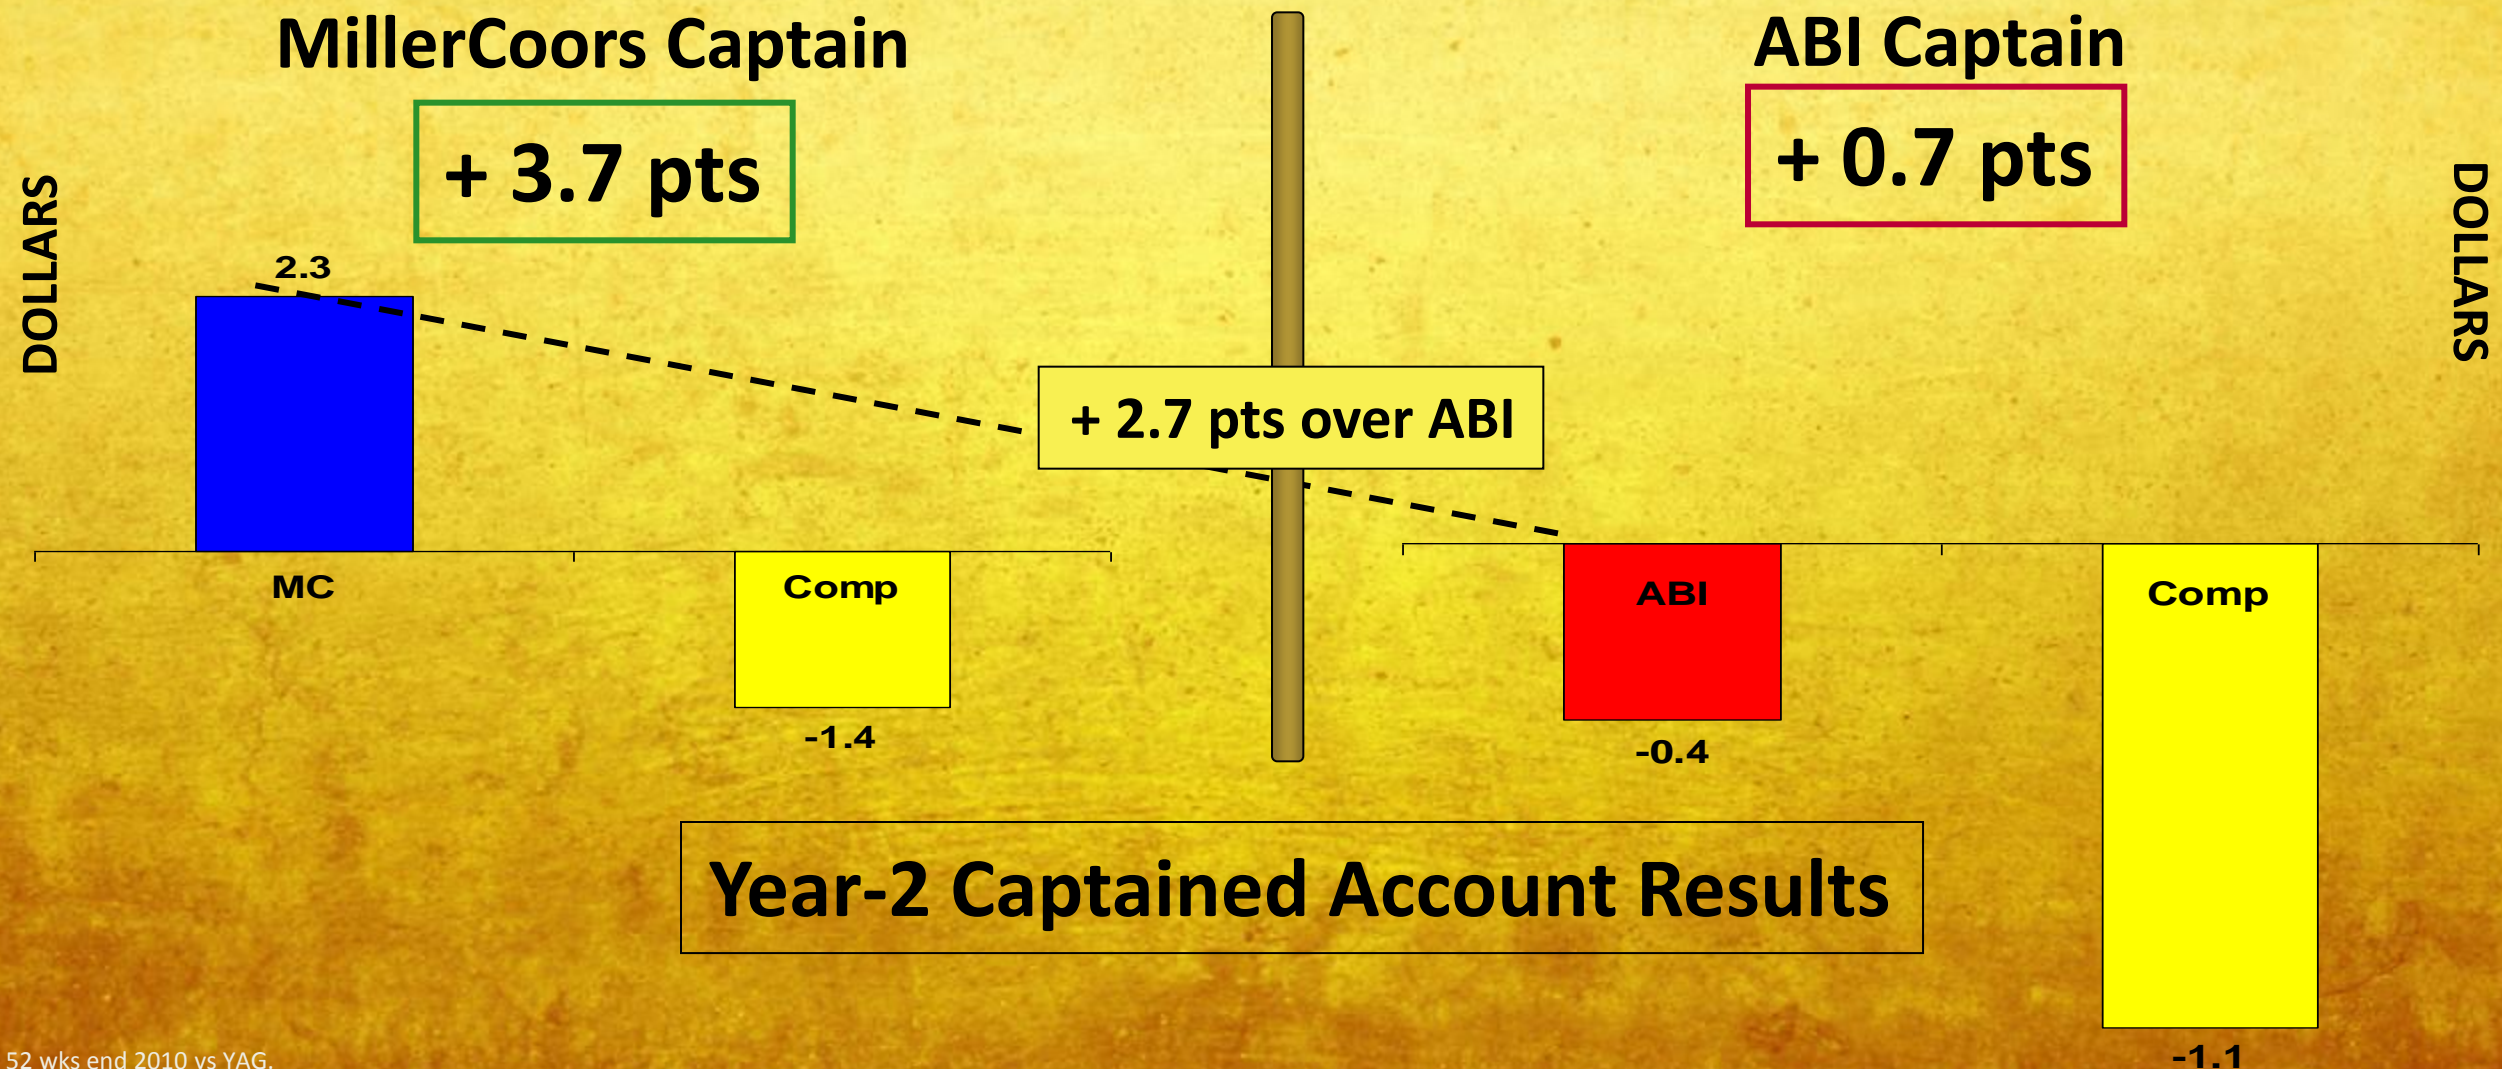 MillerCoors Captain
+ 3.7 pts
DOLLARS
2.3
MC
Comp
-1.4
+ 2.7 pts over ABI
ABI Captain
+ 0.7 pts
DOLLARS
ABI
-0.4
Comp
-1.1
Year-2 Captained Account Results
52 wks end 2010 vs YAG.